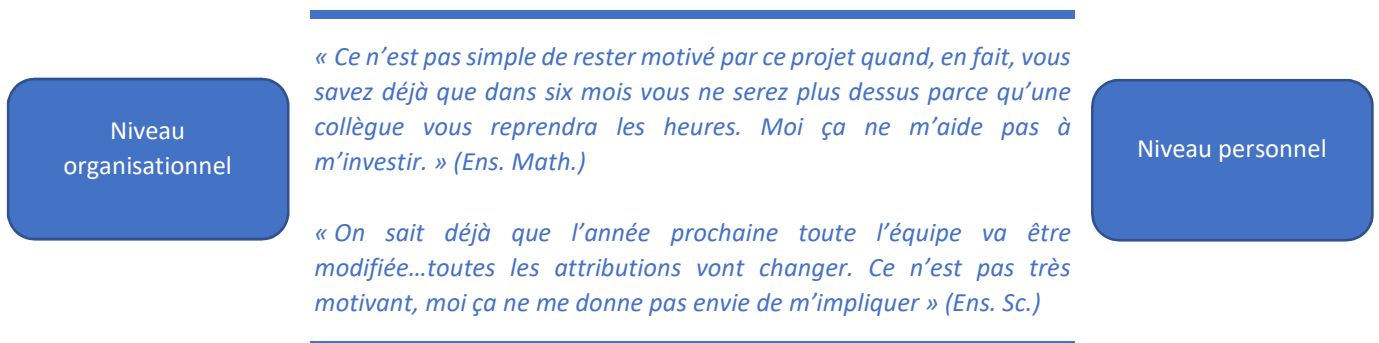 Niveau
organisationnel
« Ce n’est pas simple de rester motivé par ce projet quand, en fait, vous
savez déjà que dans six mois vous ne serez plus dessus parce qu’une
collègue vous reprendra les heures. Moi ça ne m’aide pas à
m’investir. » (Ens. Math.)
« On sait déjà que l’année prochaine toute l’équipe va être
modifiée…toutes les attributions vont changer. Ce n’est pas très
motivant, moi ça ne me donne pas envie de m’impliquer » (Ens. Sc.)
Niveau personnel